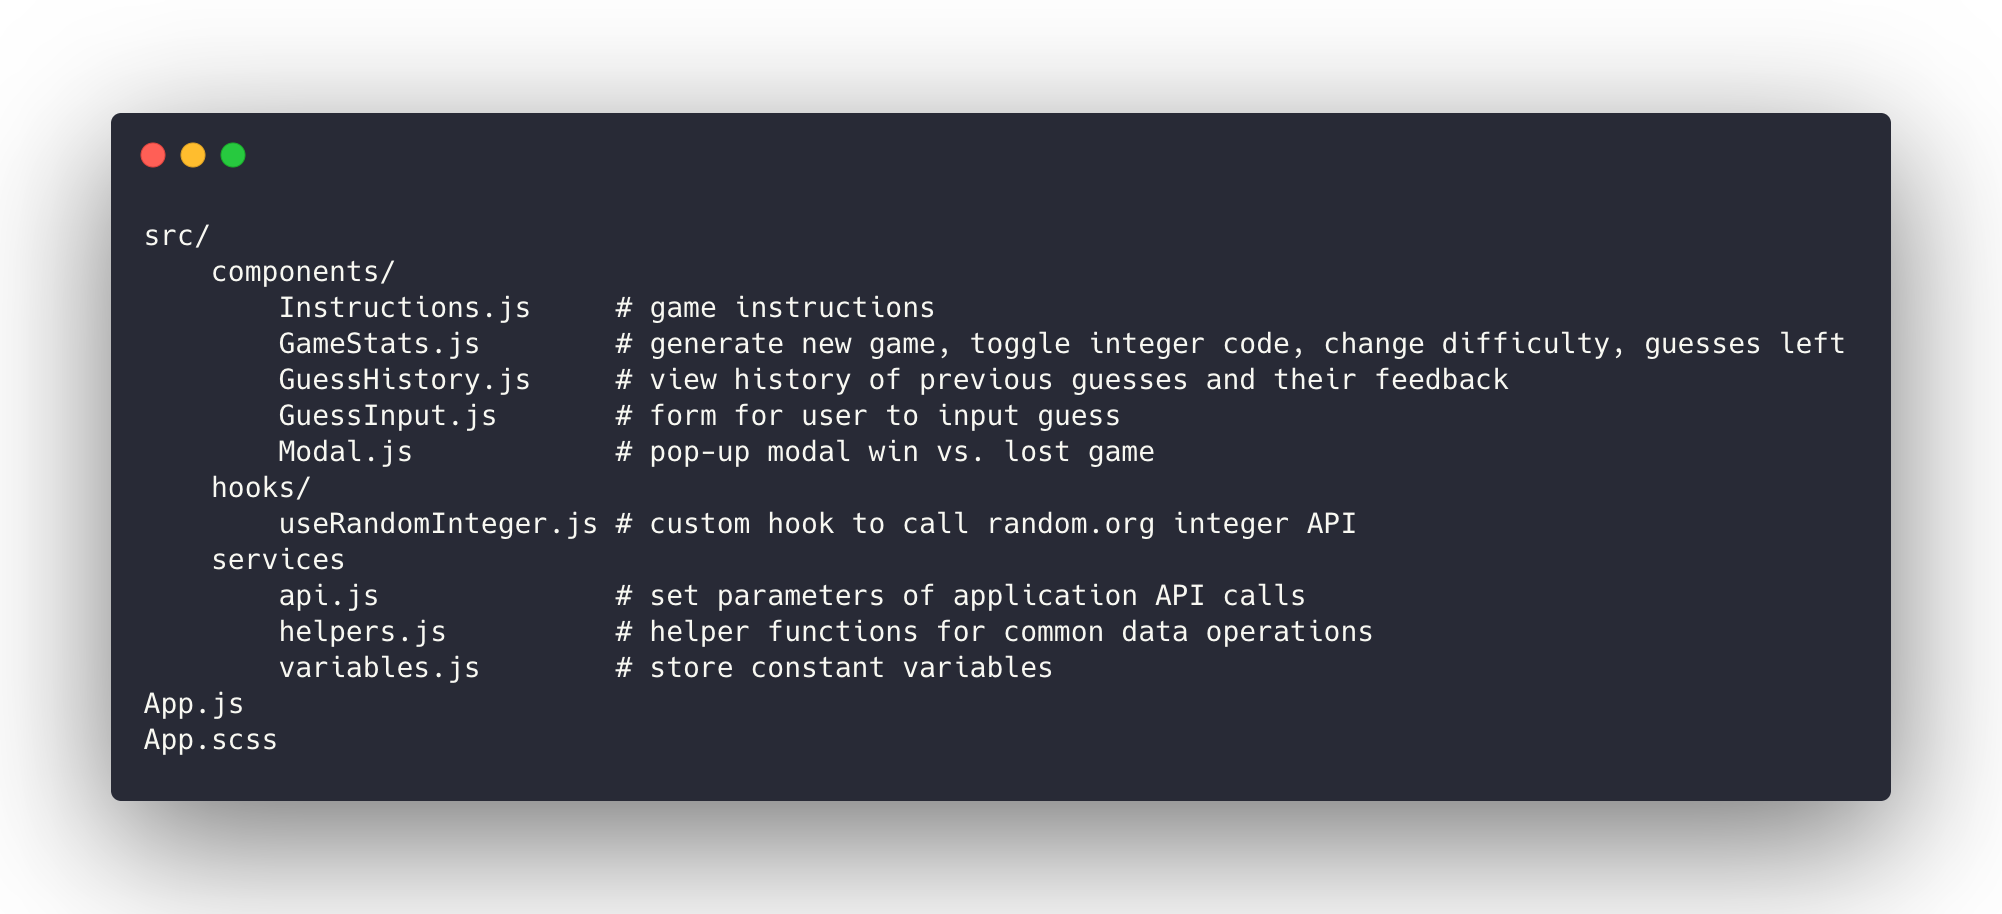 src/
    components/
        Instructions.js     # game instructions
        GameStats.js        # generate new game, toggle integer code, change difficulty, guesses left
        GuessHistory.js     # view history of previous guesses and their feedback
        GuessInput.js       # form for user to input guess
        Modal.js            # pop-up modal win vs. lost game
    hooks/
        useRandomInteger.js # custom hook to call random.org integer API
    services
        api.js              # set parameters of application API calls
        helpers.js          # helper functions for common data operations
        variables.js        # store constant variables
App.js
App.scss